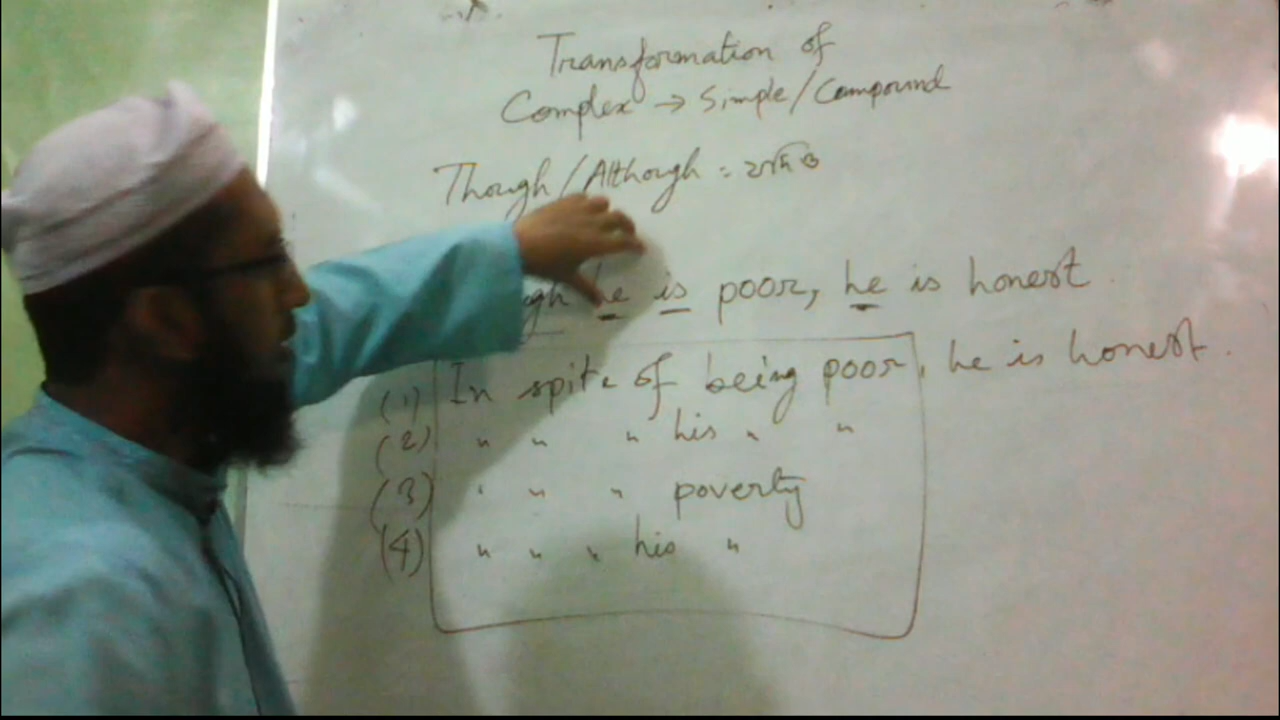 Transformation of
Complex → Simple/Compound
Though/Although = যদিও
gh he is poor, he is honest.
(1) In spite of being poor, he is honest.
(2) " " " his " "
(3) " " " poverty
(4) " " " his "